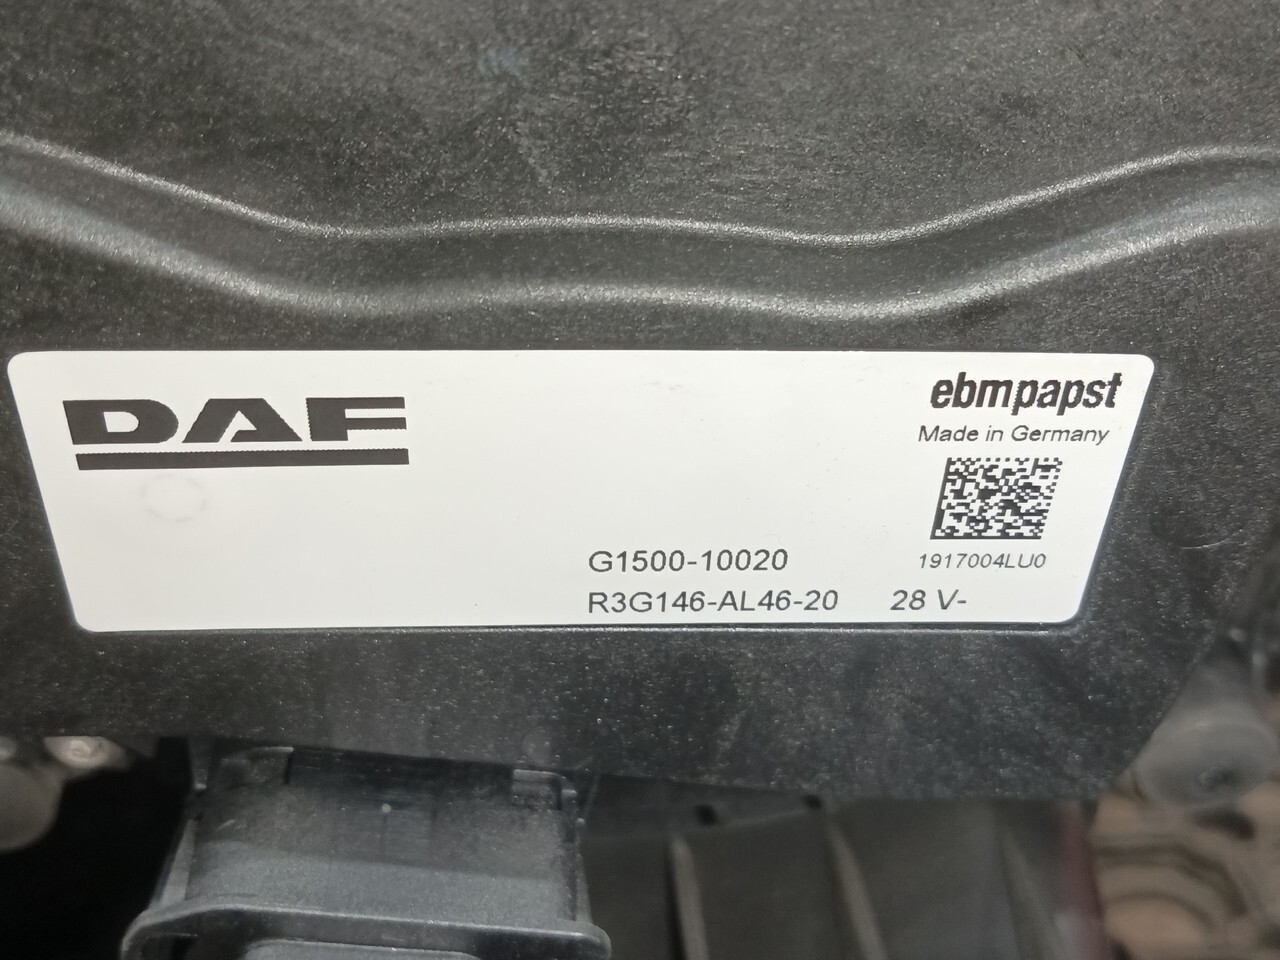 DAF
ebmpapst
Made in Germany
1917004LU0
G1500-10020
R3G146-AL46-20 28 V-